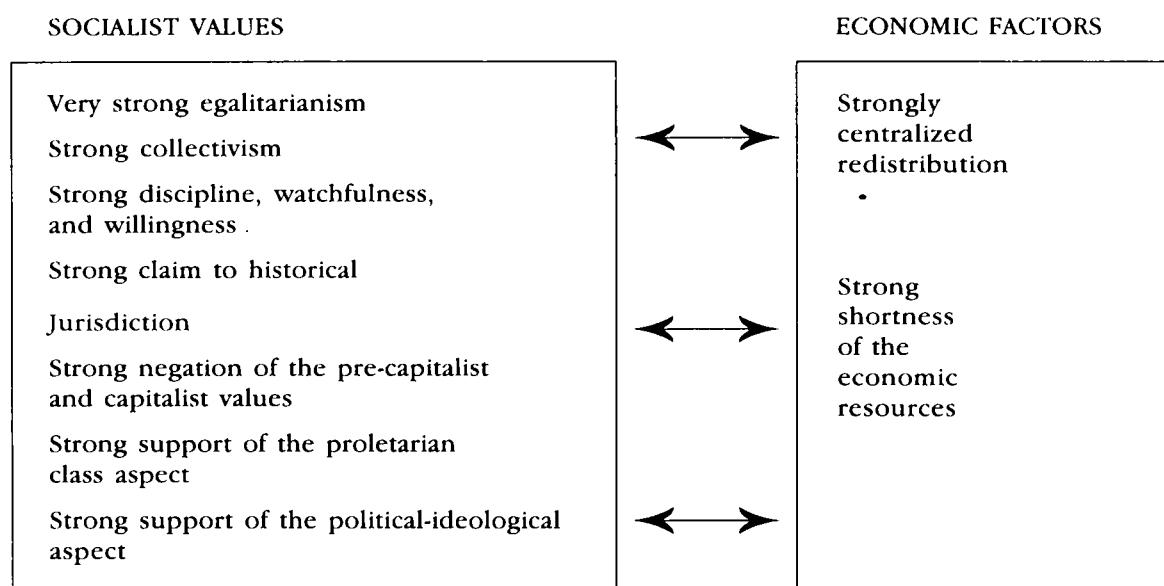 SOCIALIST VALUES
Very strong egalitarianism
Strong collectivism
Strong discipline, watchfulness,
and willingness .
Strong claim to historical
Jurisdiction
Strong negation of the pre-capitalist
and capitalist values
Strong support of the proletarian
class aspect
Strong support of the political-ideological
aspect
ECONOMIC FACTORS
Strongly
centralized
redistribution
Strong
shortness
of the
economic
resources